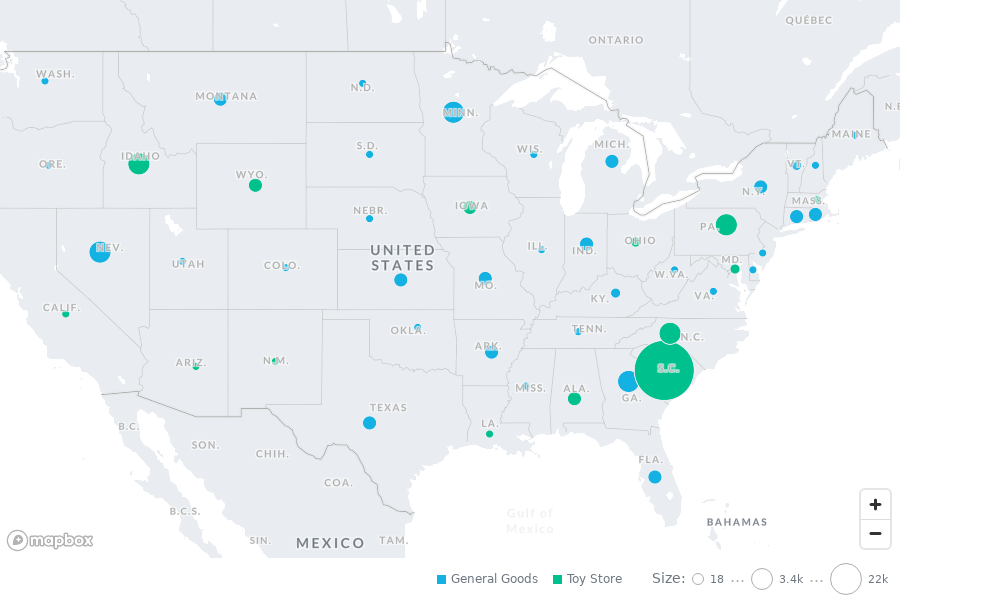 QUÉBEC
ONTARIO
WASH.
MONTANA
N.D.
MINN.
N.B.
MAINE
ORE.
IDAHO
WYO.
S.D.
WIS.
MICH.
VT.
N.Y.
MASS.
NEBR.
IOWA
PA.
NEV.
UTAH
COLO.
UNITED
STATES
ILL.
IND.
OHIO
MD.
W.VA.
VA.
MO.
KY.
CALIF.
ARIZ.
N.M.
OKLA.
ARK.
TENN.
N.C.
S.C.
MISS.
ALA.
GA.
TEXAS
LA.
FLA.
B.C.
SON.
CHIH.
COA.
B.C.S.
SIN.
MEXICO
TAM.
Gulf of
Mexico
BAHAMAS
+
−
mapbox
General Goods Toy Store Size: 18 ... 3.4k ... 22k